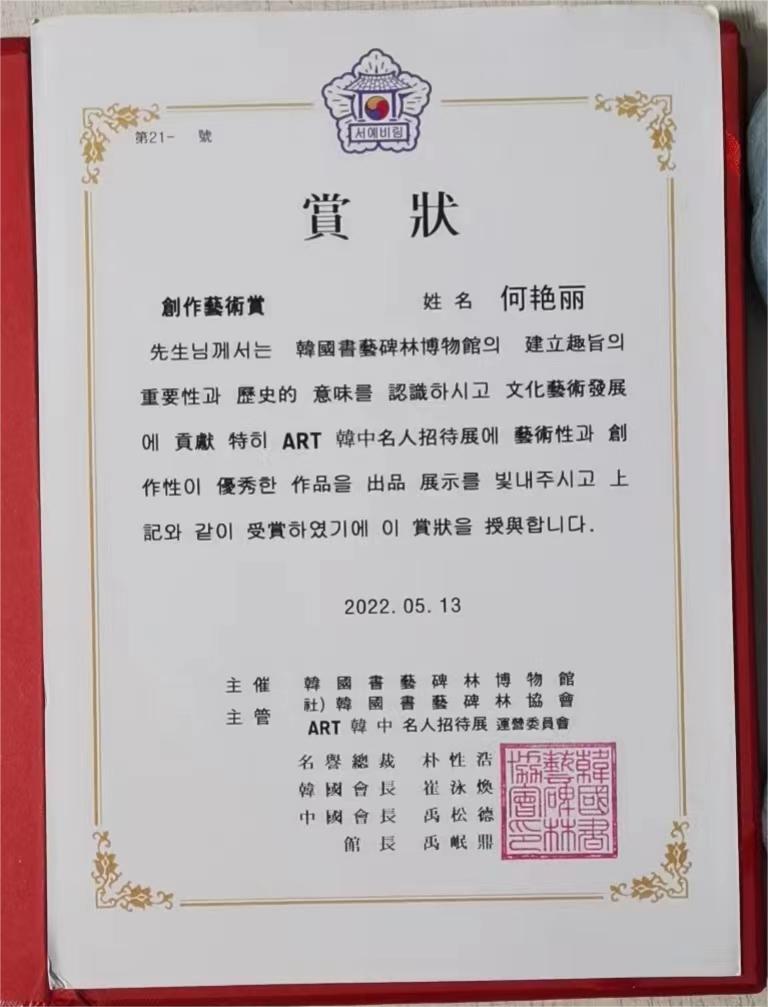 서예비림
第21- 號
賞 狀
創作藝術賞 姓 名 何艳丽
先生님께서는 韓國書藝碑林博物館의 建立趣旨의
重要性과 歷史的 意味를 認識하시고 文化藝術發展
에 貢獻 特히 ART 韓中名人招待展에 藝術性과 創
作性이 優秀한 作品을 出品 展示를 빛내주시고 上
記와 같이 受賞하였기에 이 賞狀을 授與합니다.
2022.05.13
主 催 韓 國 書 藝 碑 林 博 物 館
社) 韓 國 書 藝 碑 林 協 會
主 管 ART 韓 中 名人招待展 運營委員會
名 譽 總 裁 朴 性 浩
韓 國 會 長 崔 泳 煥
中 國 會 長 禹 松 德
館 長 禹 岷 鼎
韓國書藝碑林協會印